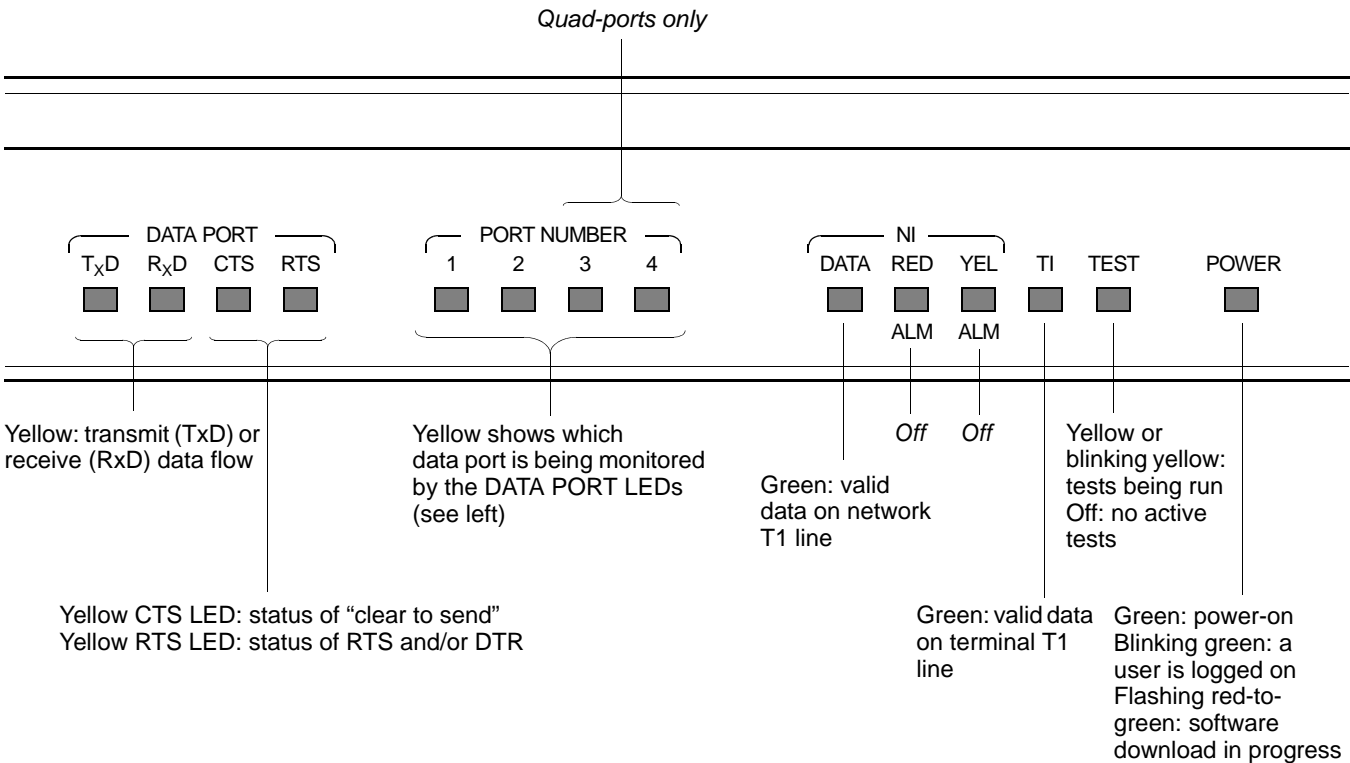 Quad-ports only
DATA PORT
PORT NUMBER
NI
TXD RXD CTS RTS
1 2 3 4
DATA RED YEL TI TEST POWER
ALM ALM
Yellow: transmit (TxD) or
receive (RxD) data flow
Yellow shows which
data port is being monitored
by the DATA PORT LEDs
(see left)
Off Off
Green: valid
data on network
T1 line
Yellow or
blinking yellow:
tests being run
Off: no active
tests
Yellow CTS LED: status of “clear to send”
Yellow RTS LED: status of RTS and/or DTR
Green: valid data
on terminal T1
line
Green: power-on
Blinking green: a
user is logged on
Flashing red-to-
green: software
download in progress